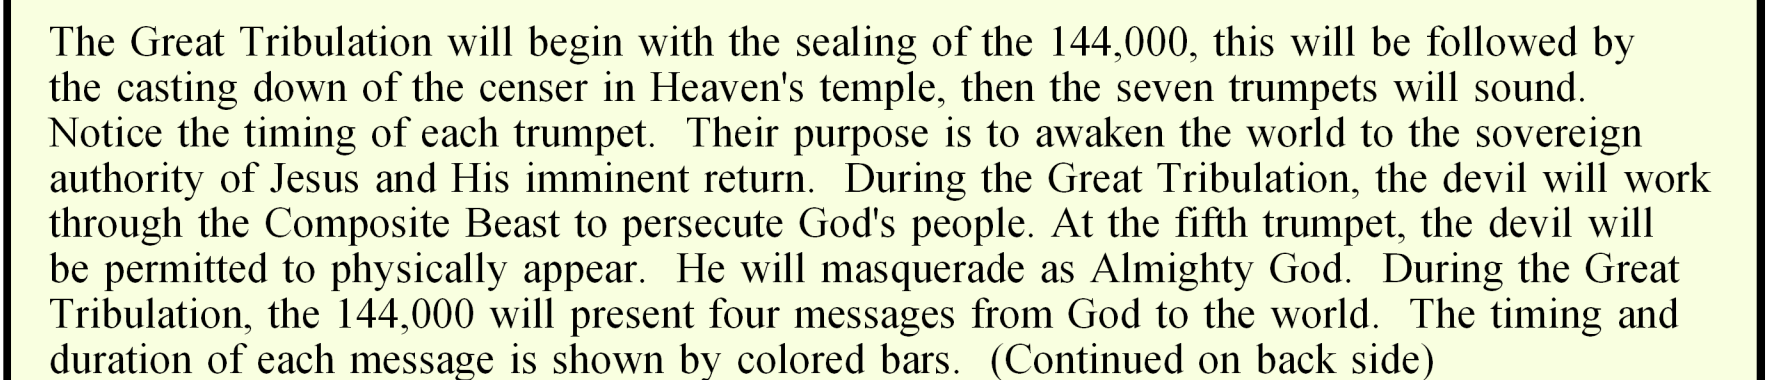 The Great Tribulation will begin with the sealing of the 144,000, this will be followed by
the casting down of the censer in Heaven's temple, then the seven trumpets will sound.
Notice the timing of each trumpet.  Their purpose is to awaken the world to the sovereign
authority of Jesus and His imminent return.  During the Great Tribulation, the devil will work
through the Composite Beast to persecute God's people. At the fifth trumpet, the devil will
be permitted to physically appear.  He will masquerade as Almighty God.  During the Great
Tribulation, the 144,000 will present four messages from God to the world.  The timing and
duration of each message is shown by colored bars.  (Continued on back side)